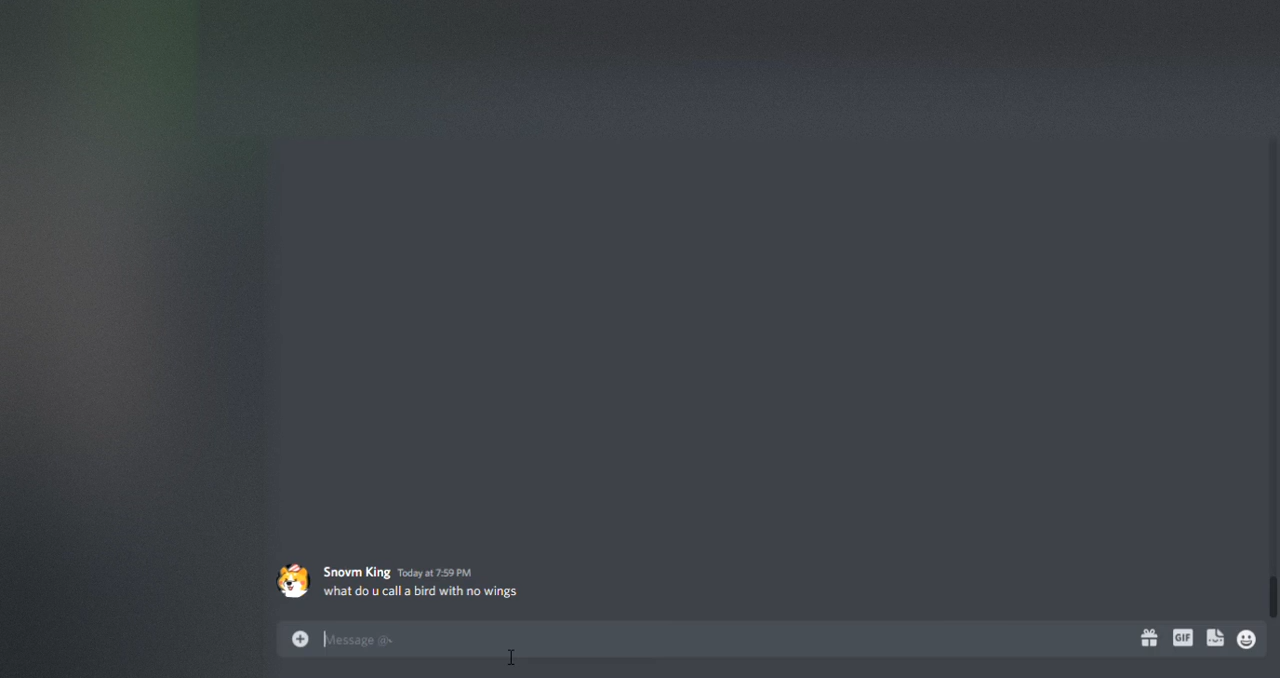 Snovm King Today at 7:59 PM
what do u call a bird with no wings
Message @
GIF